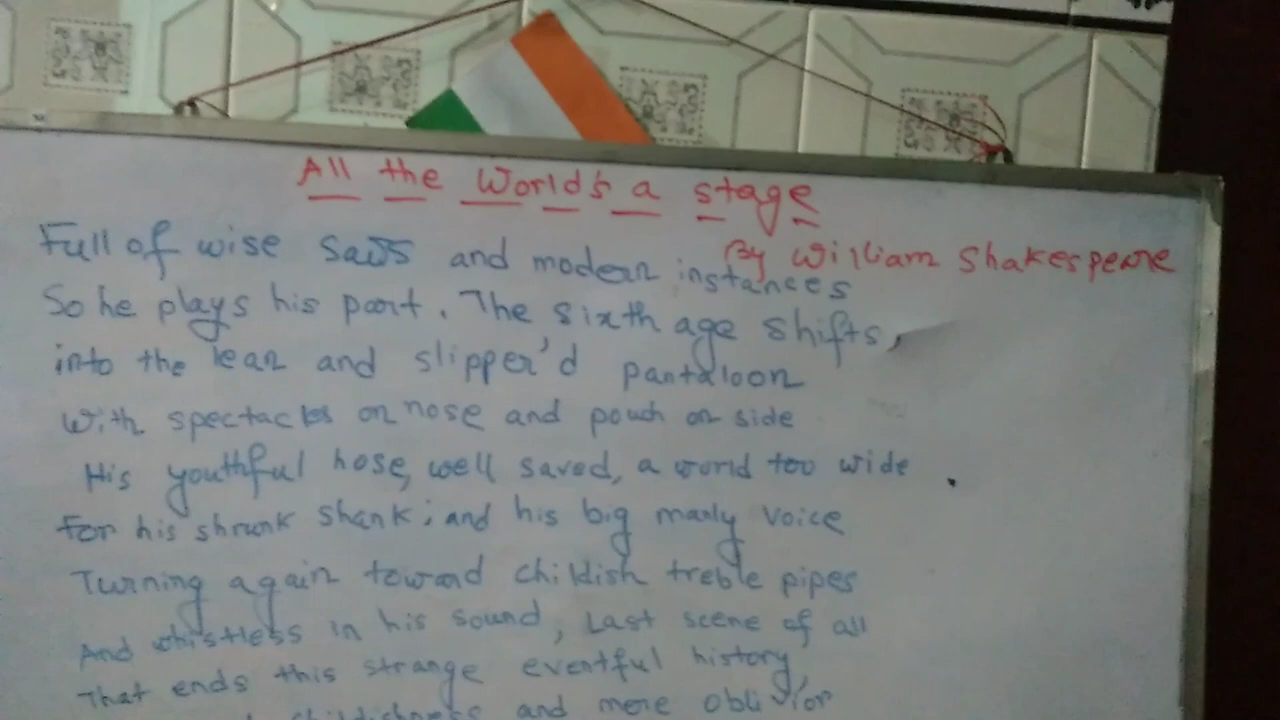 All the World's a stage
By William Shakespeare
Full of wise saws and modern instances
So he plays his part. The sixth age shifts,
into the lean and slipper'd pantaloon
With spectacles on nose and pouch on side
His youthful hose, well saved, a world too wide
For his shrunk shank; and his big manly voice
Turning again toward childish treble pipes
And whistless in his sound, Last scene of all
That ends this strange eventful history,
childishness and mere oblivion